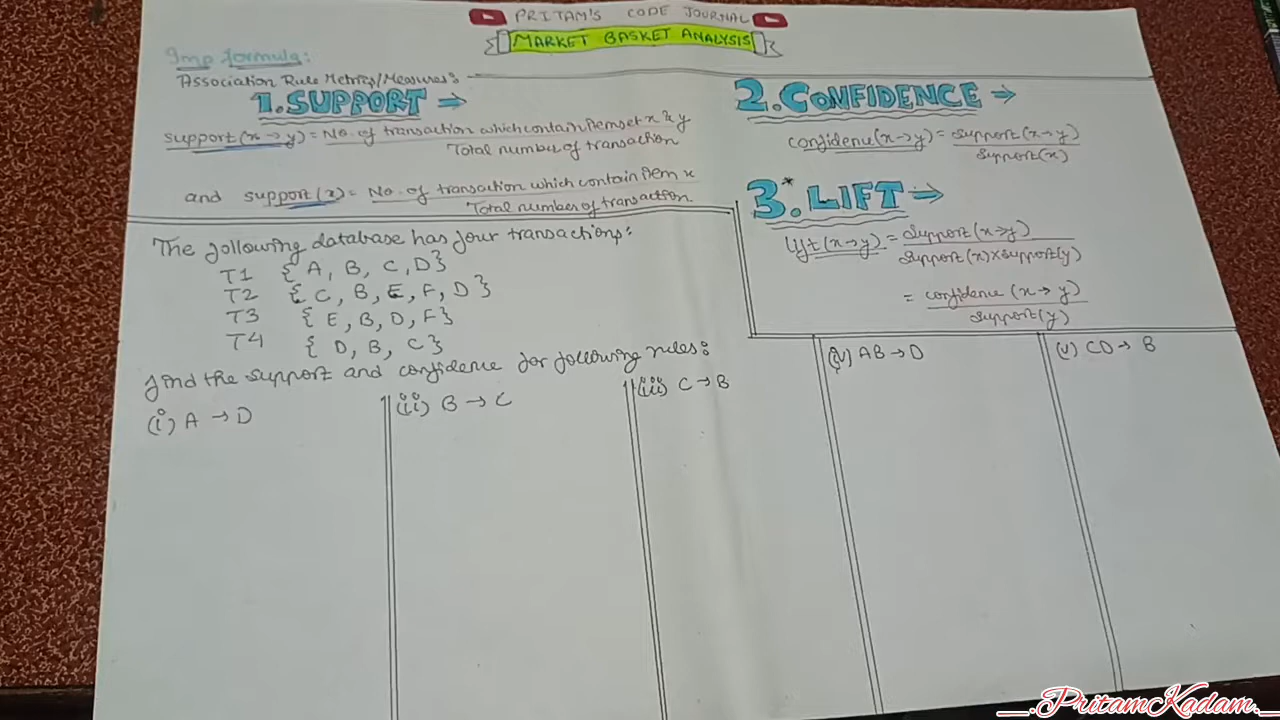 PRITAM'S CODE JOURNAL
MARKET BASKET ANALYSIS
Imp formula:
Association Rule Metrics/Measures:
1. SUPPORT ⇒
support(x→y) = No. of transaction which contain itemset x & y
Total number of transaction
and support(x) = No. of transaction which contain item x
Total number of transaction.
2. CONFIDENCE →
confidence(x→y) = support(x→y)
support(x)
3.* LIFT →
Lift(x→y) = support(x→y)
support(x)×support(y)
= confidence (x→y)
support(y)
The following database has four transactions:
T1 { A, B, C, D}
T2 { C, B, E, F, D }
T3 { E, B, D, F}
T4 { D, B, C}
find the support and confidence for following rules:
(i) A → D
(ii) B → C
(iii) C → B
(iv) AB → D
(v) CD → B
__.PritamKadam.__